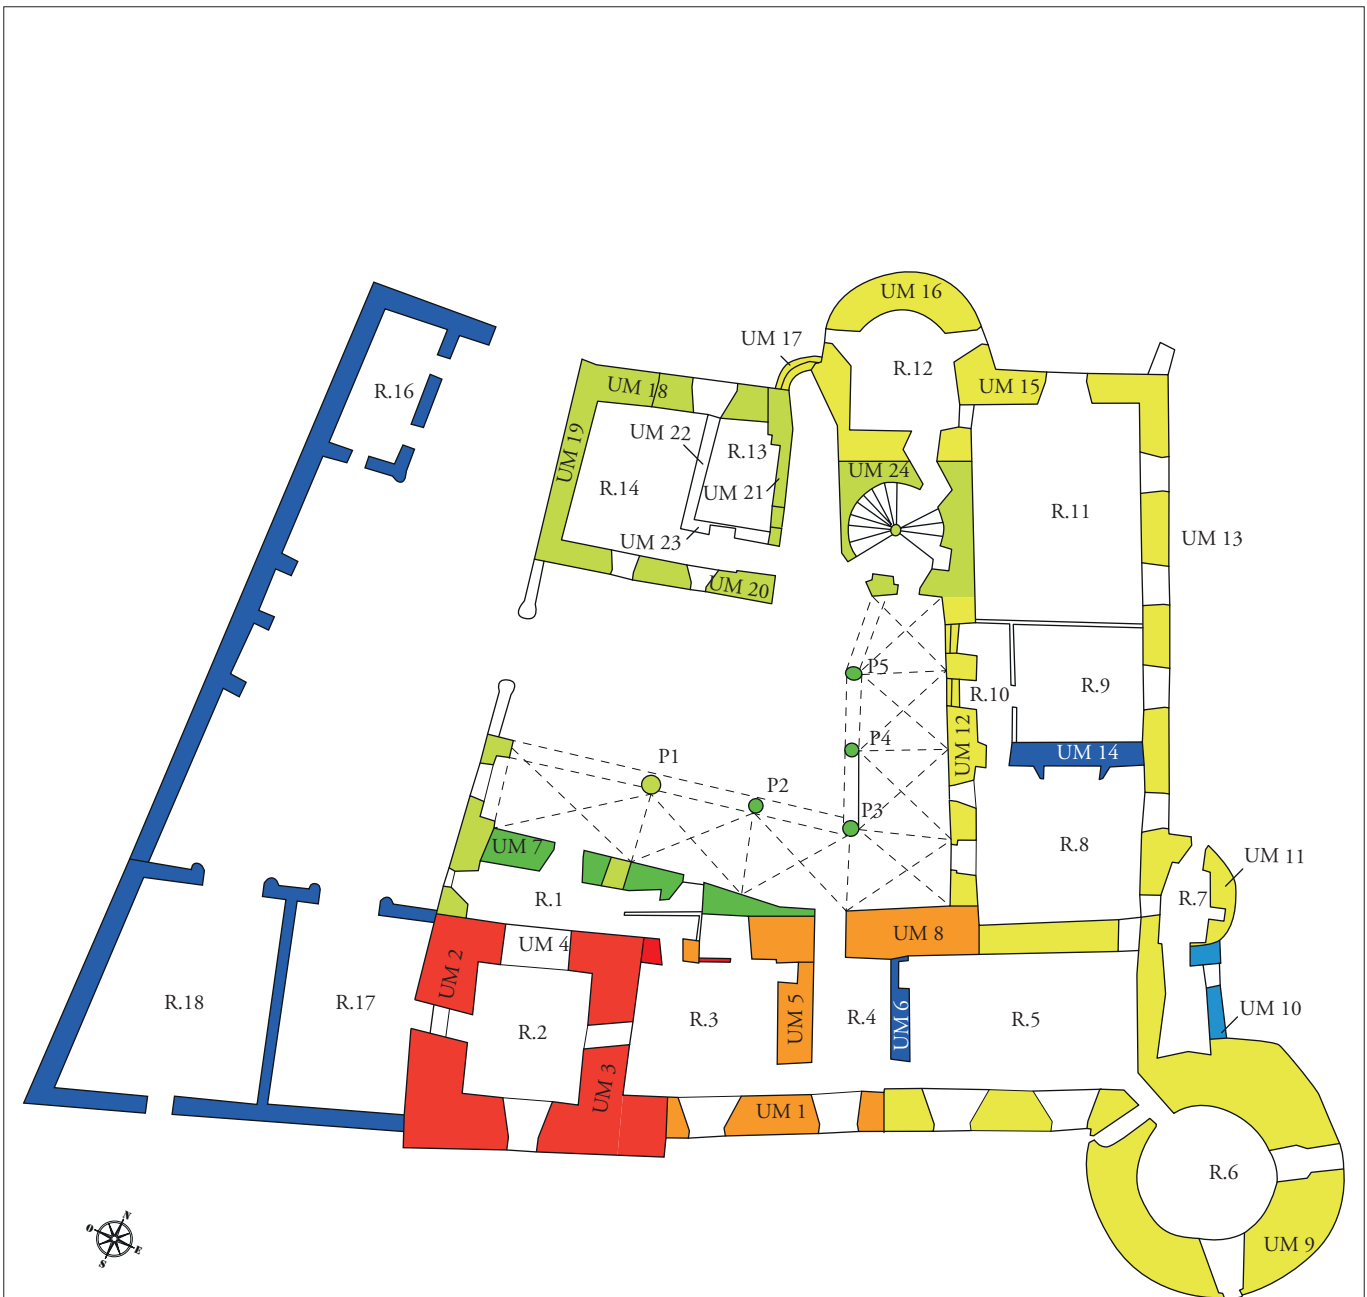 UM 16
UM 17
R.12
UM 15
R.16
UM 18
UM 22
R.13
UM 19
UM 24
R.14
UM 21
R.11
UM 13
UM 23
UM 20
P5
R.10
R.9
P4
UM 12
UM 14
P1
P2
P3
UM 7
R.8
UM 11
R.1
R.7
UM 8
UM 4
UM 2
R.18
R.17
R.2
R.3
UM 5
R.4
UM 6
R.5
UM 10
UM 3
UM 1
R.6
UM 9
N
O
E
S